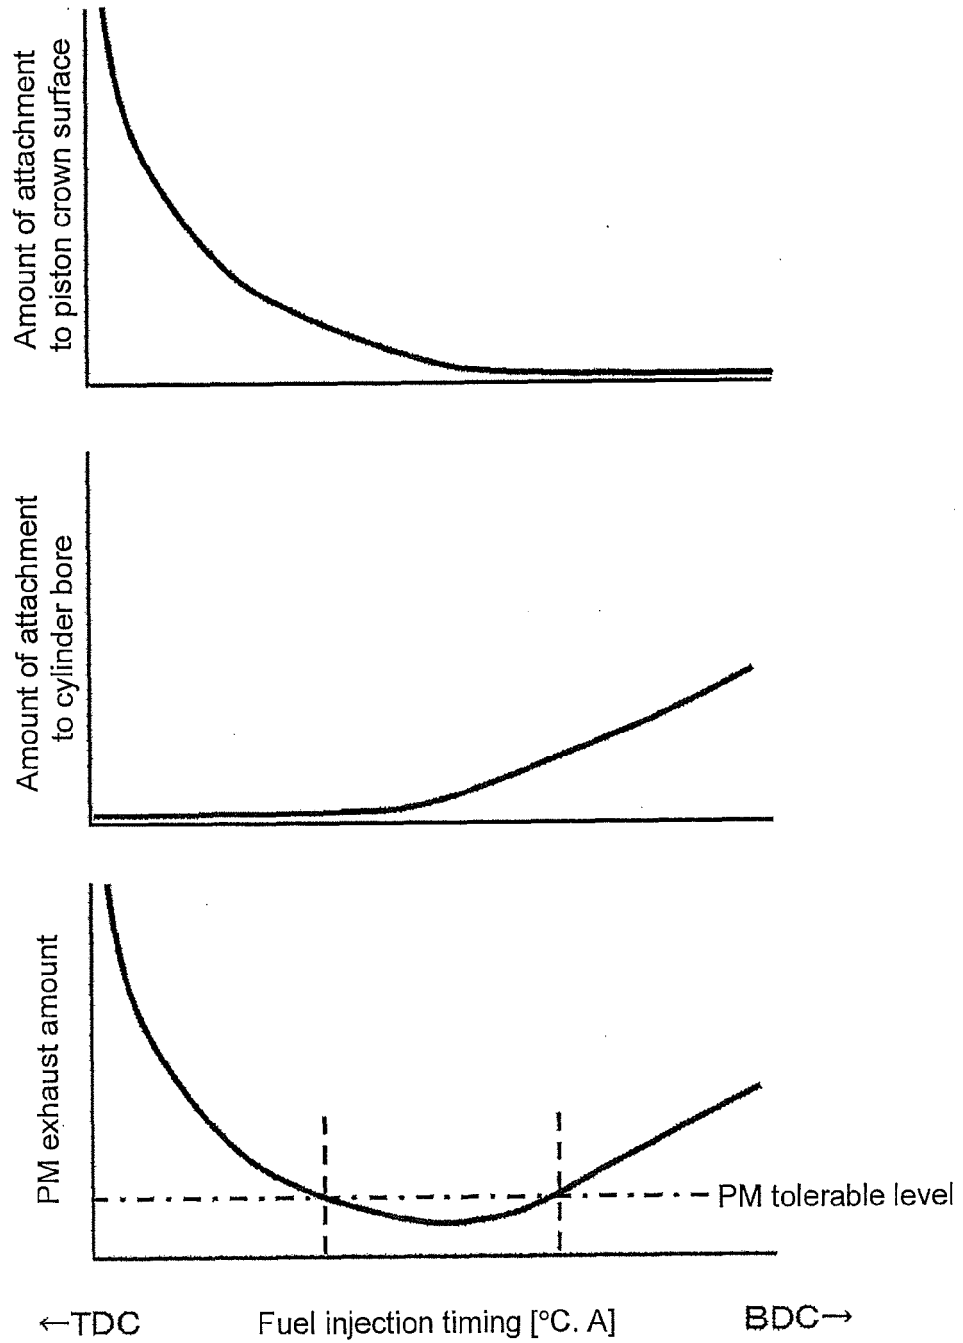 Amount of attachment
to piston crown surface
Amount of attachment
to cylinder bore
PM exhaust amount
PM tolerable level
←TDC
Fuel injection timing [°C. A]
BDC→